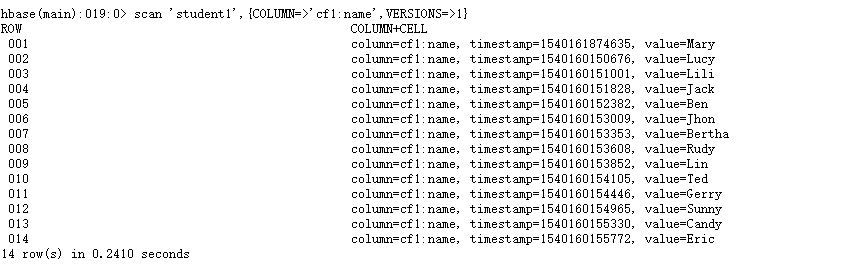 hbase(main):019:0> scan 'student1',{COLUMN=>'cf1:name',VERSIONS=>1}
ROW COLUMN+CELL
001 column=cf1:name, timestamp=1540161874635, value=Mary
002 column=cf1:name, timestamp=1540160150676, value=Lucy
003 column=cf1:name, timestamp=1540160151001, value=Lili
004 column=cf1:name, timestamp=1540160151828, value=Jack
005 column=cf1:name, timestamp=1540160152382, value=Ben
006 column=cf1:name, timestamp=1540160153009, value=Jhon
007 column=cf1:name, timestamp=1540160153353, value=Bertha
008 column=cf1:name, timestamp=1540160153608, value=Rudy
009 column=cf1:name, timestamp=1540160153852, value=Lin
010 column=cf1:name, timestamp=1540160154105, value=Ted
011 column=cf1:name, timestamp=1540160154446, value=Gerry
012 column=cf1:name, timestamp=1540160154965, value=Sunny
013 column=cf1:name, timestamp=1540160155330, value=Candy
014 column=cf1:name, timestamp=1540160155772, value=Eric
14 row(s) in 0.2410 seconds